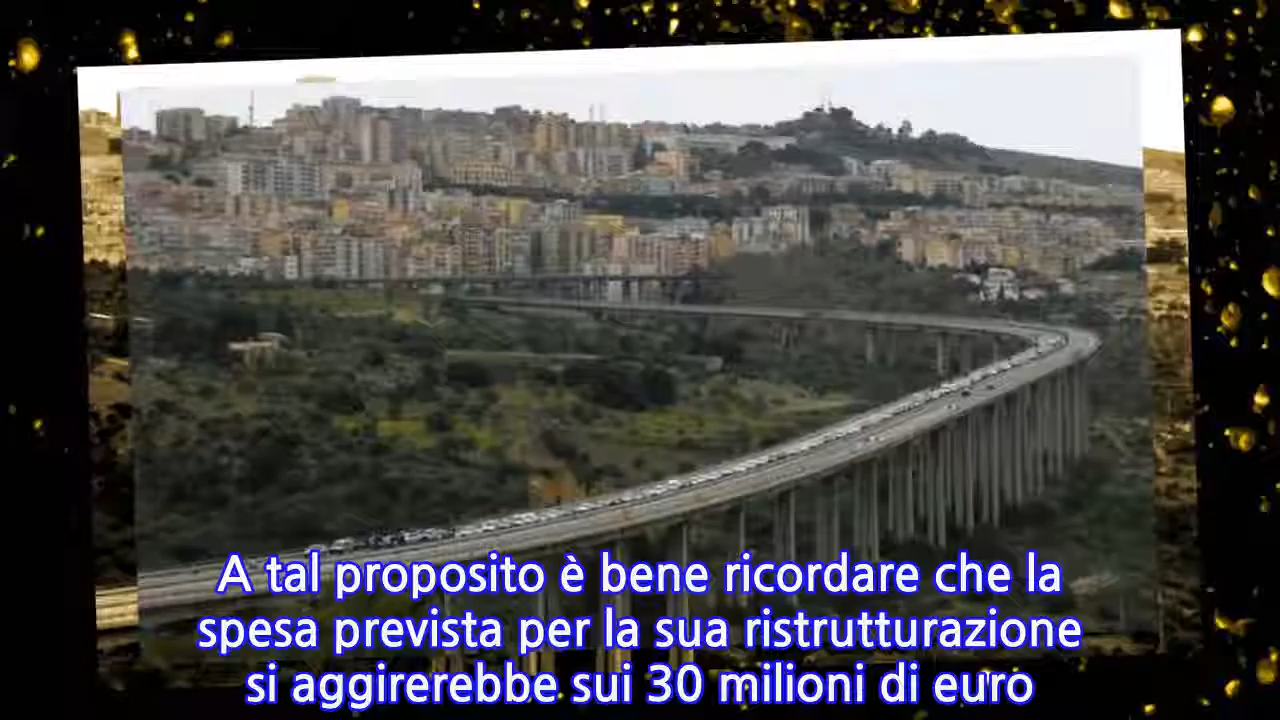 A tal proposito è bene ricordare che la
spesa prevista per la sua ristrutturazione
si aggirerebbe sui 30 milioni di euro